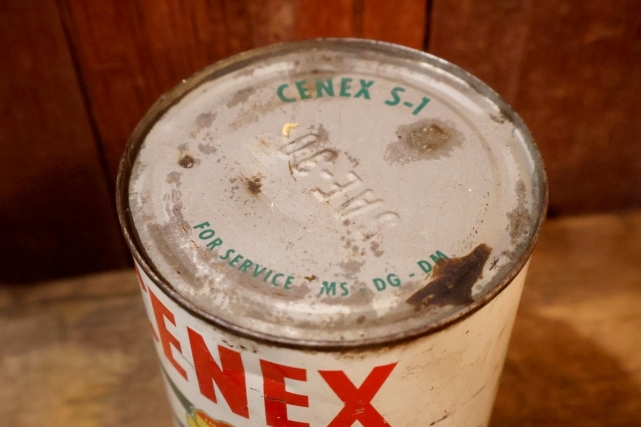 CENEX S-1
SAE-30
FOR SERVICE MS - DG - DM
CENEX